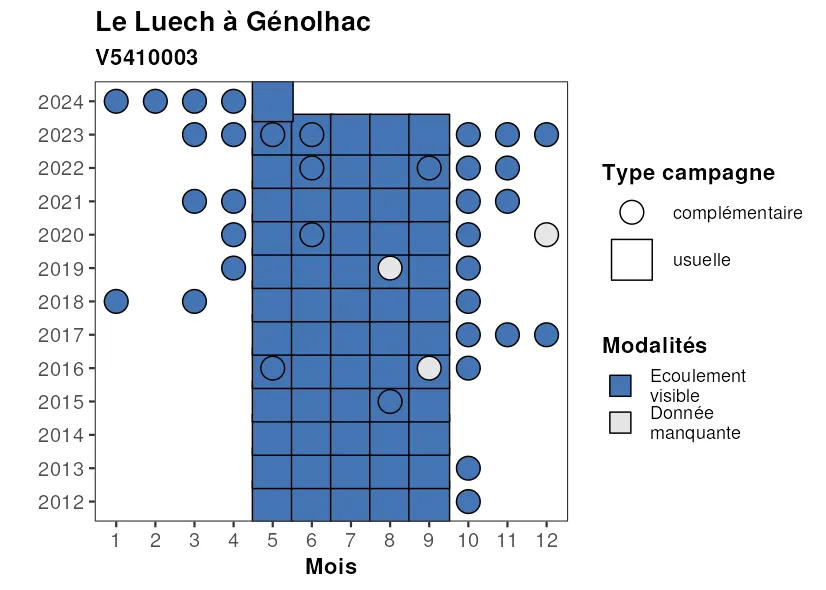 Le Luech à Génolhac
V5410003
2024
2023
2022
2021
2020
2019
2018
2017
2016
2015
2014
2013
2012
1 2 3 4 5 6 7 8 9 10 11 12
Mois
Type campagne
complémentaire
usuelle
Modalités
Ecoulement
visible
Donnée
manquante